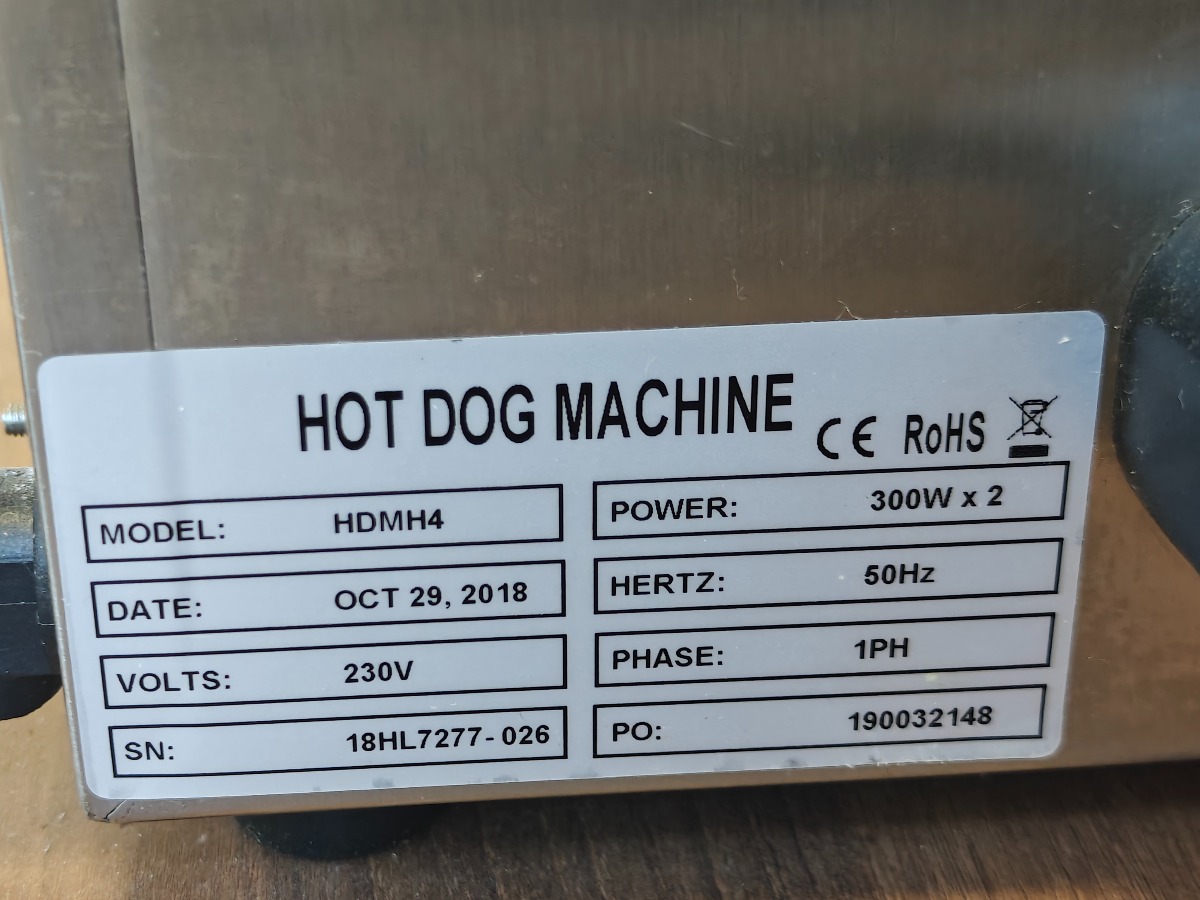 HOT DOG MACHINE
CE RoHS
MODEL: HDMH4
POWER: 300W x 2
DATE: OCT 29, 2018
HERTZ: 50Hz
VOLTS: 230V
PHASE: 1PH
SN: 18HL7277-026
PO: 190032148